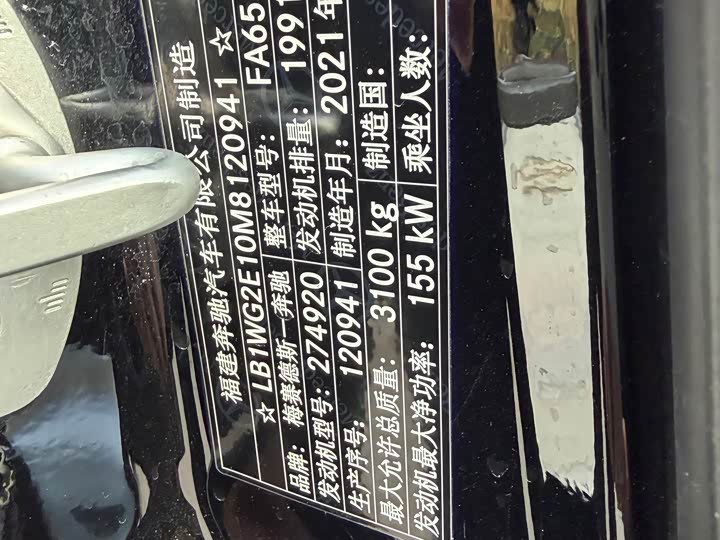 福建奔驰汽车有限公司制造
☆ LB1WG2E10M8120941 ☆
品牌: 梅赛德斯—奔驰 整车型号: FA65
发动机型号: 274920 发动机排量: 1991
生产序号: 120941 制造年月: 2021年
最大允许总质量: 3100 kg 制造国:
发动机最大净功率: 155 kW 乘坐人数: